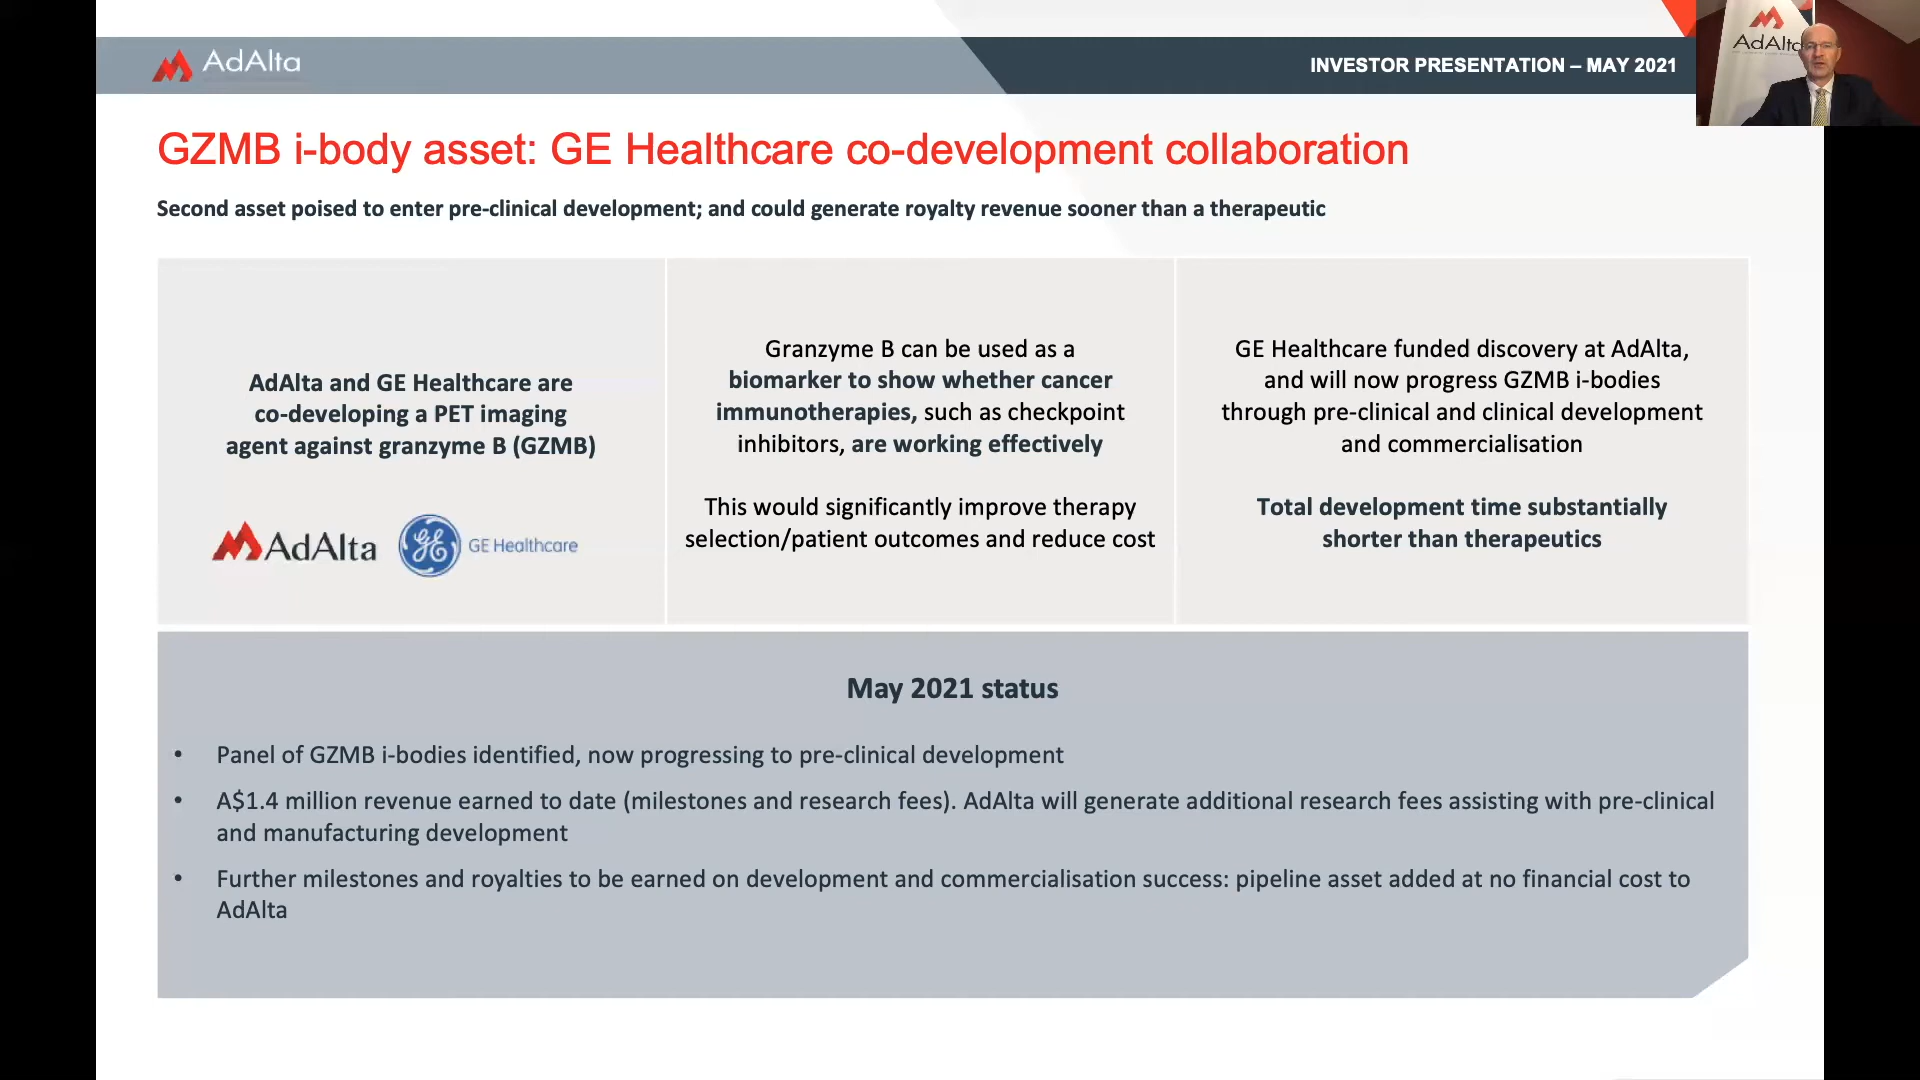 AdAlta
INVESTOR PRESENTATION – MAY 2021
AdAlta
GZMB i-body asset: GE Healthcare co-development collaboration
Second asset poised to enter pre-clinical development; and could generate royalty revenue sooner than a therapeutic
AdAlta and GE Healthcare are
co-developing a PET imaging
agent against granzyme B (GZMB)
AdAlta
GE Healthcare
Granzyme B can be used as a
biomarker to show whether cancer
immunotherapies, such as checkpoint
inhibitors, are working effectively
This would significantly improve therapy
selection/patient outcomes and reduce cost
GE Healthcare funded discovery at AdAlta,
and will now progress GZMB i-bodies
through pre-clinical and clinical development
and commercialisation
Total development time substantially
shorter than therapeutics
May 2021 status
• Panel of GZMB i-bodies identified, now progressing to pre-clinical development
• A$1.4 million revenue earned to date (milestones and research fees). AdAlta will generate additional research fees assisting with pre-clinical
and manufacturing development
• Further milestones and royalties to be earned on development and commercialisation success: pipeline asset added at no financial cost to
AdAlta